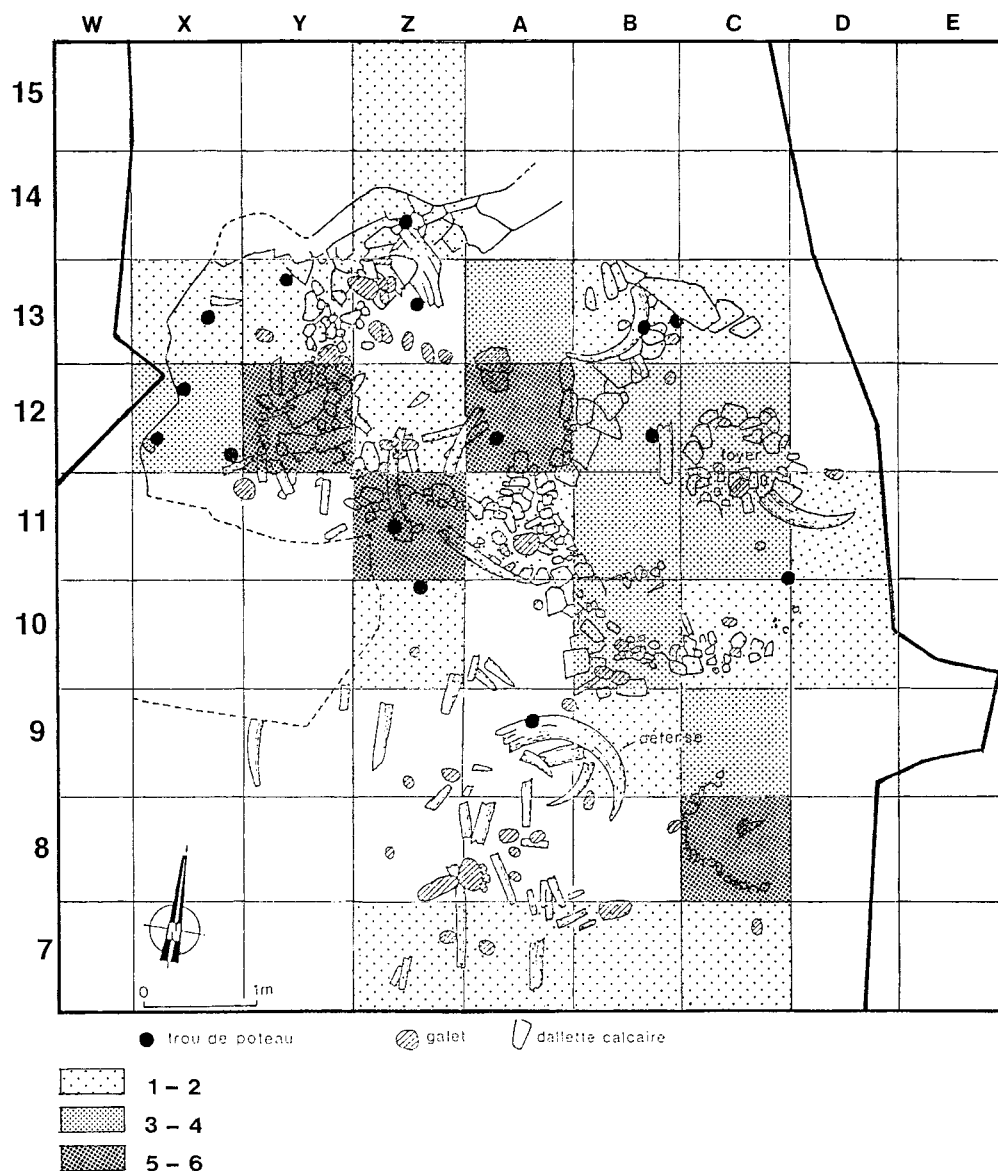 W X Y Z A B C D E
15
14
13
12
foyer
11
10
9
défense
8
7
0 1m
trou de poteau galet dallette calcaire
1 – 2
3 – 4
5 – 6